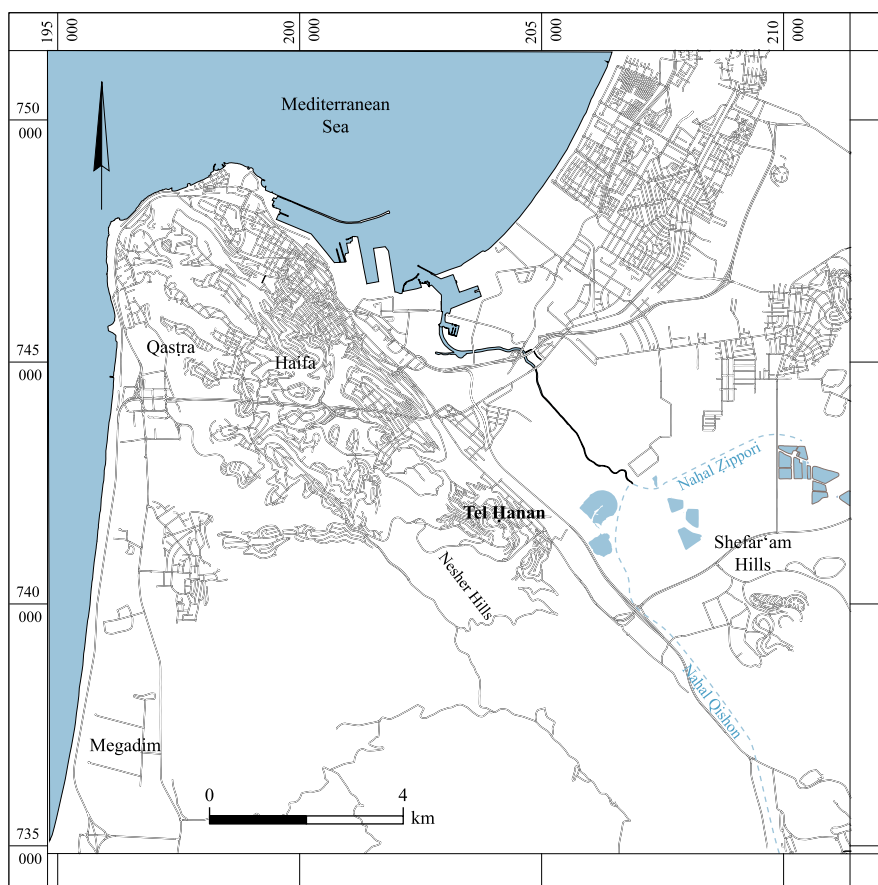 195
000
200
000
205
000
210
000
750
000
Mediterranean
Sea
745
000
Qasṭra
Haifa
Naḥal Ẓippori
Tel Ḥanan
Shefar‘am
Hills
Nesher Hills
740
000
Naḥal Qishon
Megadim
0
4
km
735
000